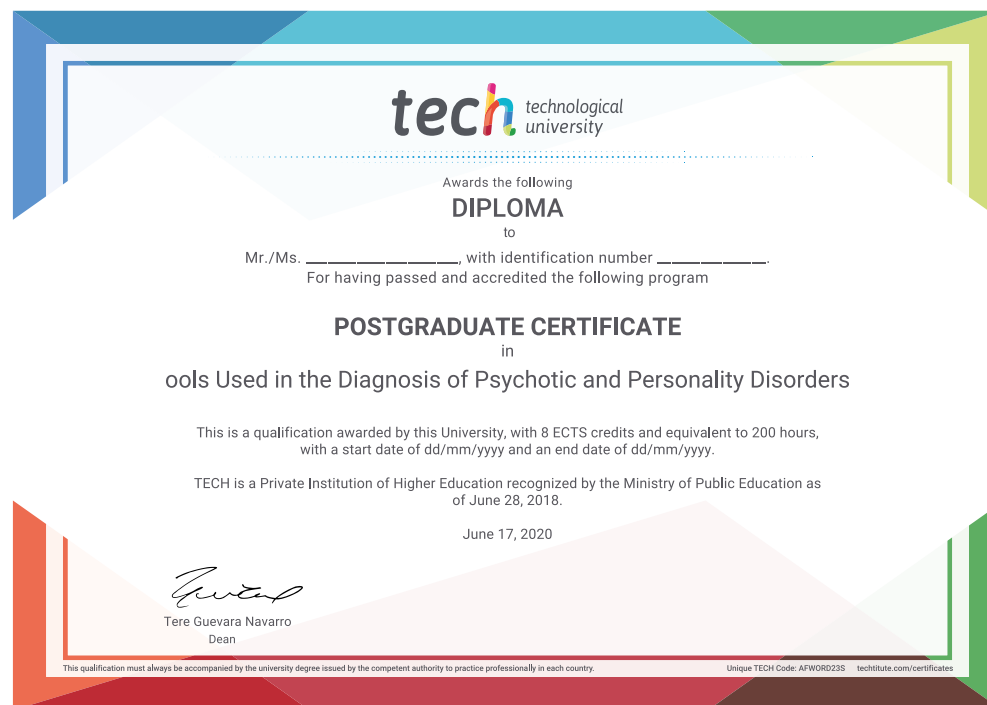 tech technological
university
Awards the following
DIPLOMA
to
Mr./Ms. __________________, with identification number _____________.
For having passed and accredited the following program
POSTGRADUATE CERTIFICATE
in
ools Used in the Diagnosis of Psychotic and Personality Disorders
This is a qualification awarded by this University, with 8 ECTS credits and equivalent to 200 hours,
with a start date of dd/mm/yyyy and an end date of dd/mm/yyyy.
TECH is a Private Institution of Higher Education recognized by the Ministry of Public Education as
of June 28, 2018.
June 17, 2020
Tere Guevara Navarro
Dean
This qualification must always be accompanied by the university degree issued by the competent authority to practice professionally in each country.
Unique TECH Code: AFWORD23S techtitute.com/certificates